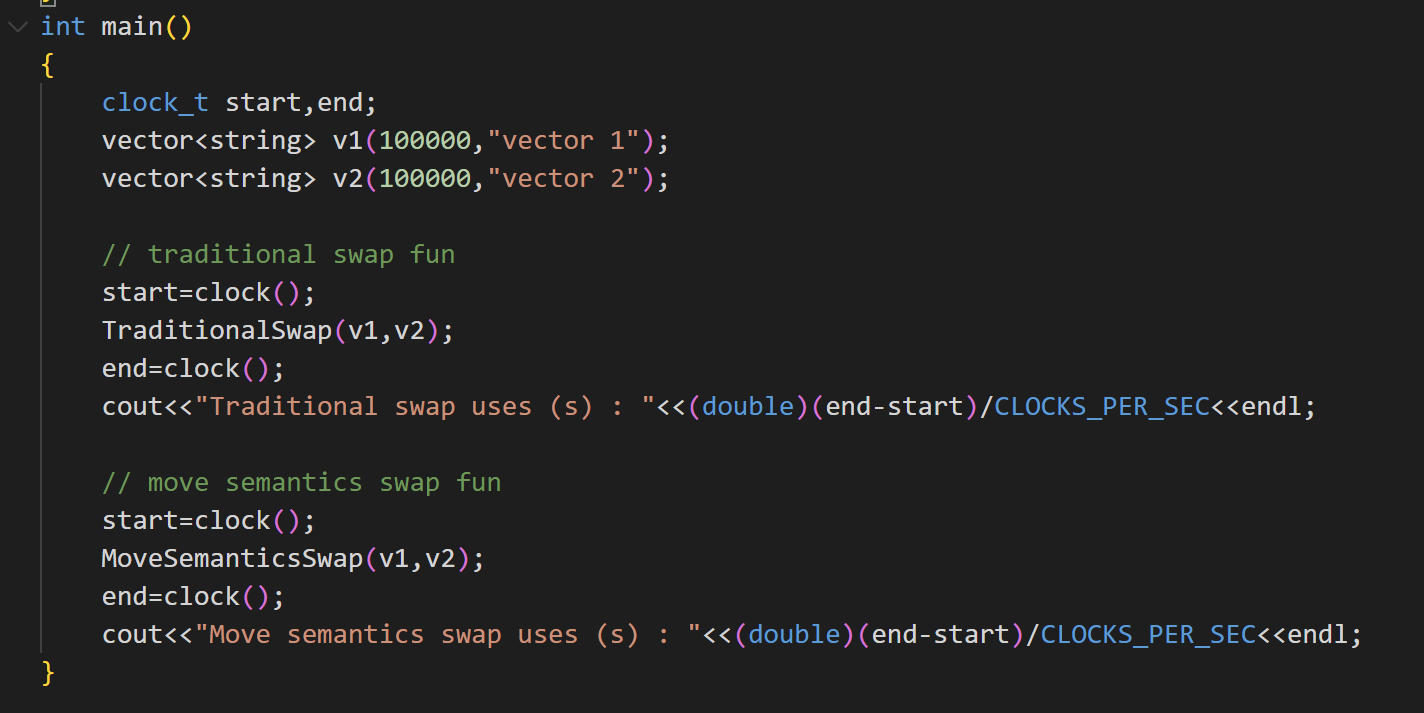 int main()
{
clock_t start,end;
vector<string> v1(100000,"vector 1");
vector<string> v2(100000,"vector 2");
// traditional swap fun
start=clock();
TraditionalSwap(v1,v2);
end=clock();
cout<<"Traditional swap uses (s) : "<<(double)(end-start)/CLOCKS_PER_SEC<<endl;
// move semantics swap fun
start=clock();
MoveSemanticsSwap(v1,v2);
end=clock();
cout<<"Move semantics swap uses (s) : "<<(double)(end-start)/CLOCKS_PER_SEC<<endl;
}